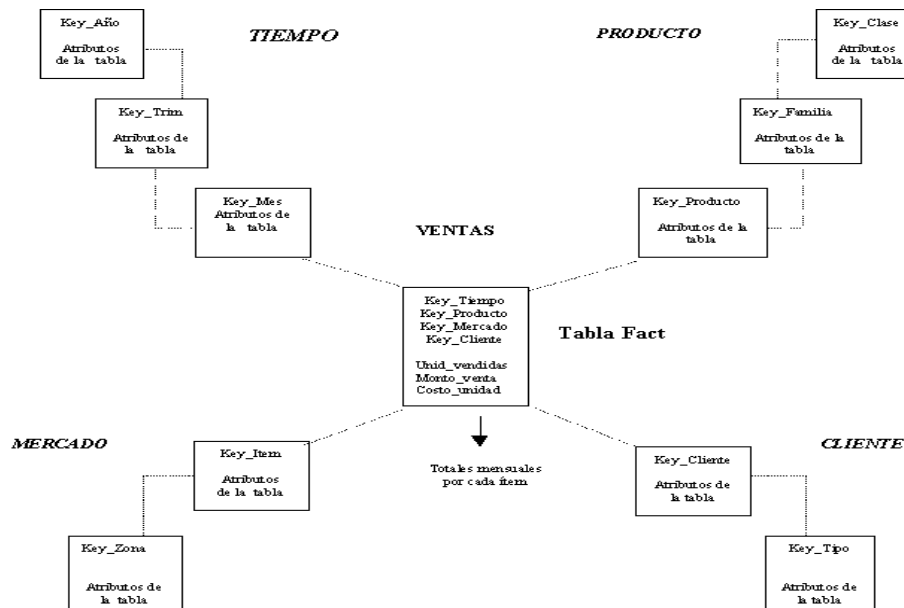 Key_Año
Atributos
de la tabla
TIEMPO
PRODUCTO
Key_Clase
Atributos
de la tabla
Key_Trim
Atributos de
la tabla
Key_Familia
Atributos de la
tabla
Key_Mes
Atributos de
la tabla
VENTAS
Key_Producto
Atributos de la
tabla
Key_Tiempo
Key_Producto
Key_Mercado
Key_Cliente
Unid_vendidas
Monto_venta
Costo_unidad
Tabla Fact
MERCADO
Key_Item
Atributos
de la tabla
Totales mensuales
por cada ítem
Key_Cliente
Atributos de
la tabla
CLIENTE
Key_Zona
Atributos de
la tabla
Key_Tipo
Atributos de
la tabla